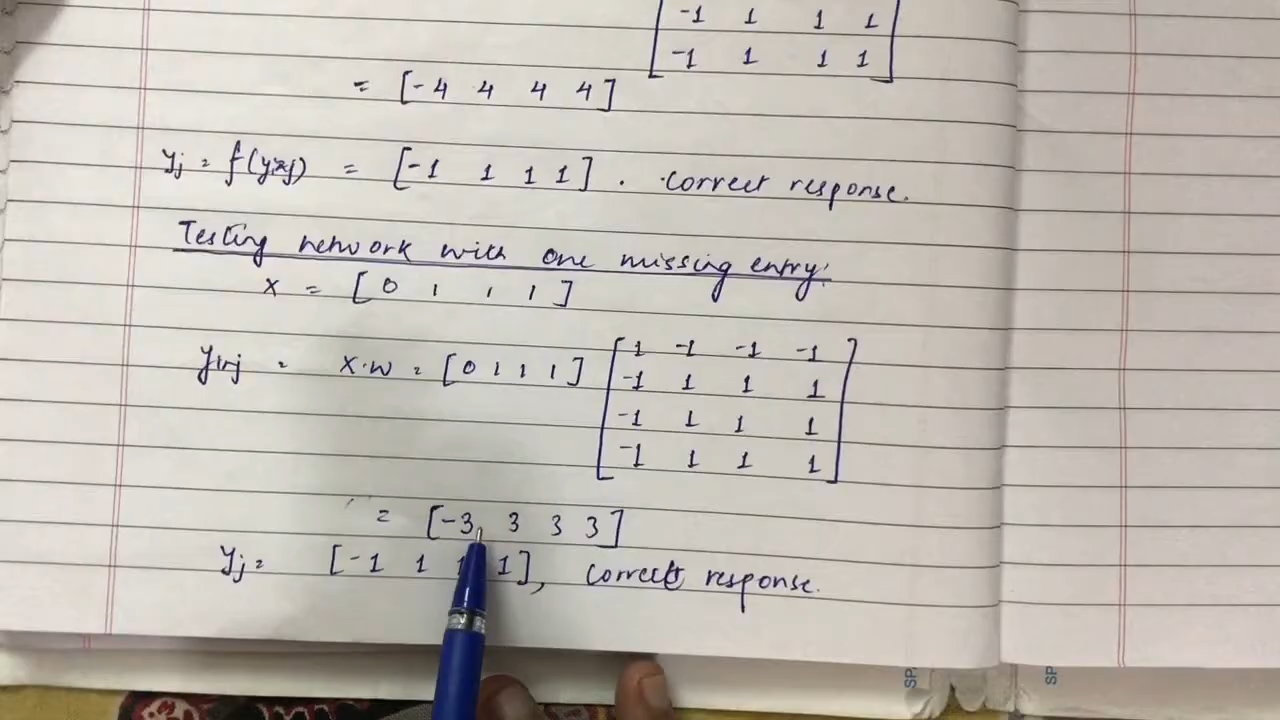 -1 1 1 1
-1 1 1 1
= [-4 4 4 4]
= [-1 1 1 1] . correct response.
Testing network with one missing entry:
x = [0 1 1 1]
1 -1 -1 -1
= x.w = [0 1 1 1] -1 1 1 1
-1 1 1 1
-1 1 1 1
= [-3 3 3 3]
yj = [-1 1 1 1], correct response.